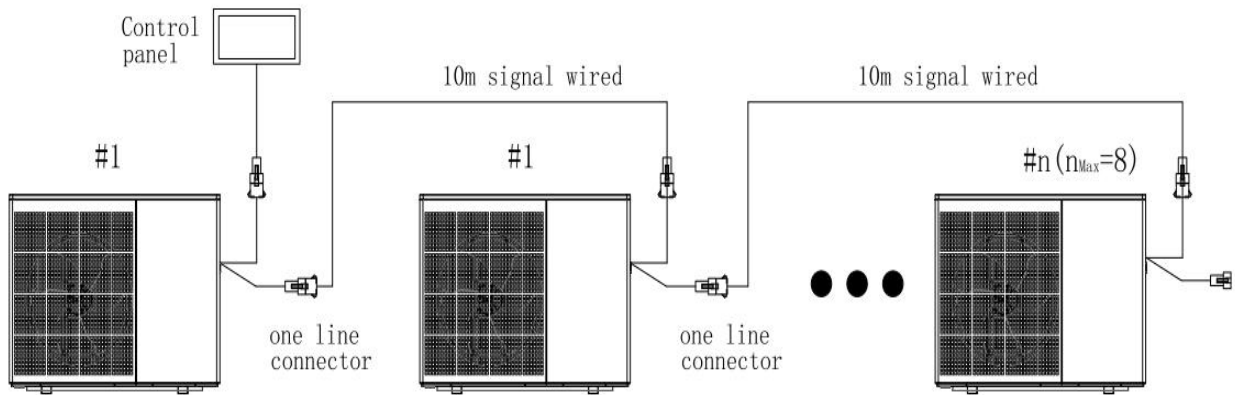 Control
panel
10m signal wired
10m signal wired
#1
#1
#n(nMax=8)
one line
connector
one line
connector